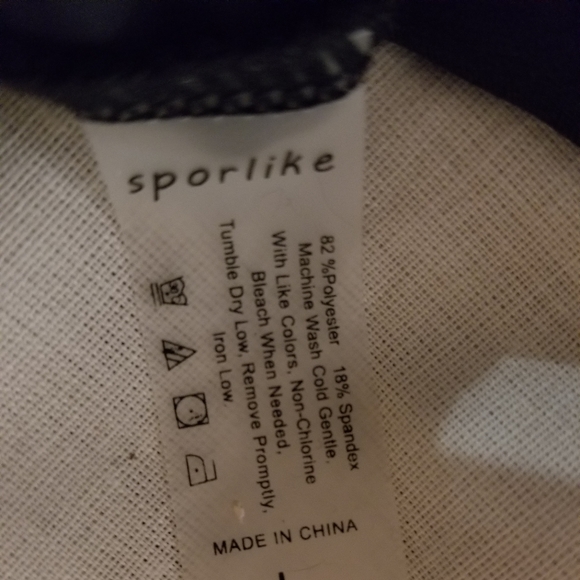 sporlike
82 %Polyester 18% Spandex
Machine Wash Cold Gentle.
With Like Colors, Non-Chlorine
Bleach When Needed,
Tumble Dry Low, Remove Promptly,
Iron Low.
MADE IN CHINA